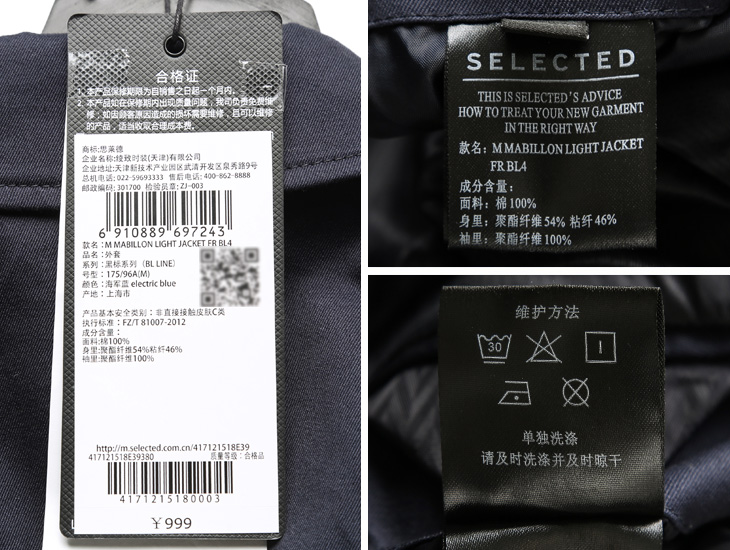 合格证
1. 本产品保修期限为自销售之日起一个月内。
2. 本产品如在保修期内出现质量问题，我司负责免费维
修；如因顾客原因造成的损坏需要维修，且可以维修
的产品，适当收取合理成本费。
商标:思莱德
企业名称:绫致时装(天津)有限公司
企业地址:天津新技术产业园区武清开发区泉秀路9号
总机电话: 022-59693333 售后电话: 400-862-8888
邮政编码: 301700 检验员章: ZJ-003
6 910889 697243
款名: M MABILLON LIGHT JACKET FR BL4
品名: 外套
系列: 黑标系列 (BL LINE)
号型: 175/96A(M)
颜色: 海军蓝 electric blue
产地: 上海市
产品基本安全类别: 非直接接触皮肤C类
执行标准: FZ/T 81007-2012
成分含量:
面料:棉100%
身里:聚酯纤维54%粘纤46%
袖里:聚酯纤维100%
http://m.selected.com.cn/417121518E39
417121518E39380 质量等级: 合格品
4171215180003
￥999
SELECTED
THIS IS SELECTED'S ADVICE
HOW TO TREAT YOUR NEW GARMENT
IN THE RIGHT WAY
款名: M MABILLON LIGHT JACKET
FR BL4
成分含量:
面料: 棉100%
身里: 聚酯纤维54% 粘纤46%
袖里: 聚酯纤维100%
维护方法
30
单独洗涤
请及时洗涤并及时晾干